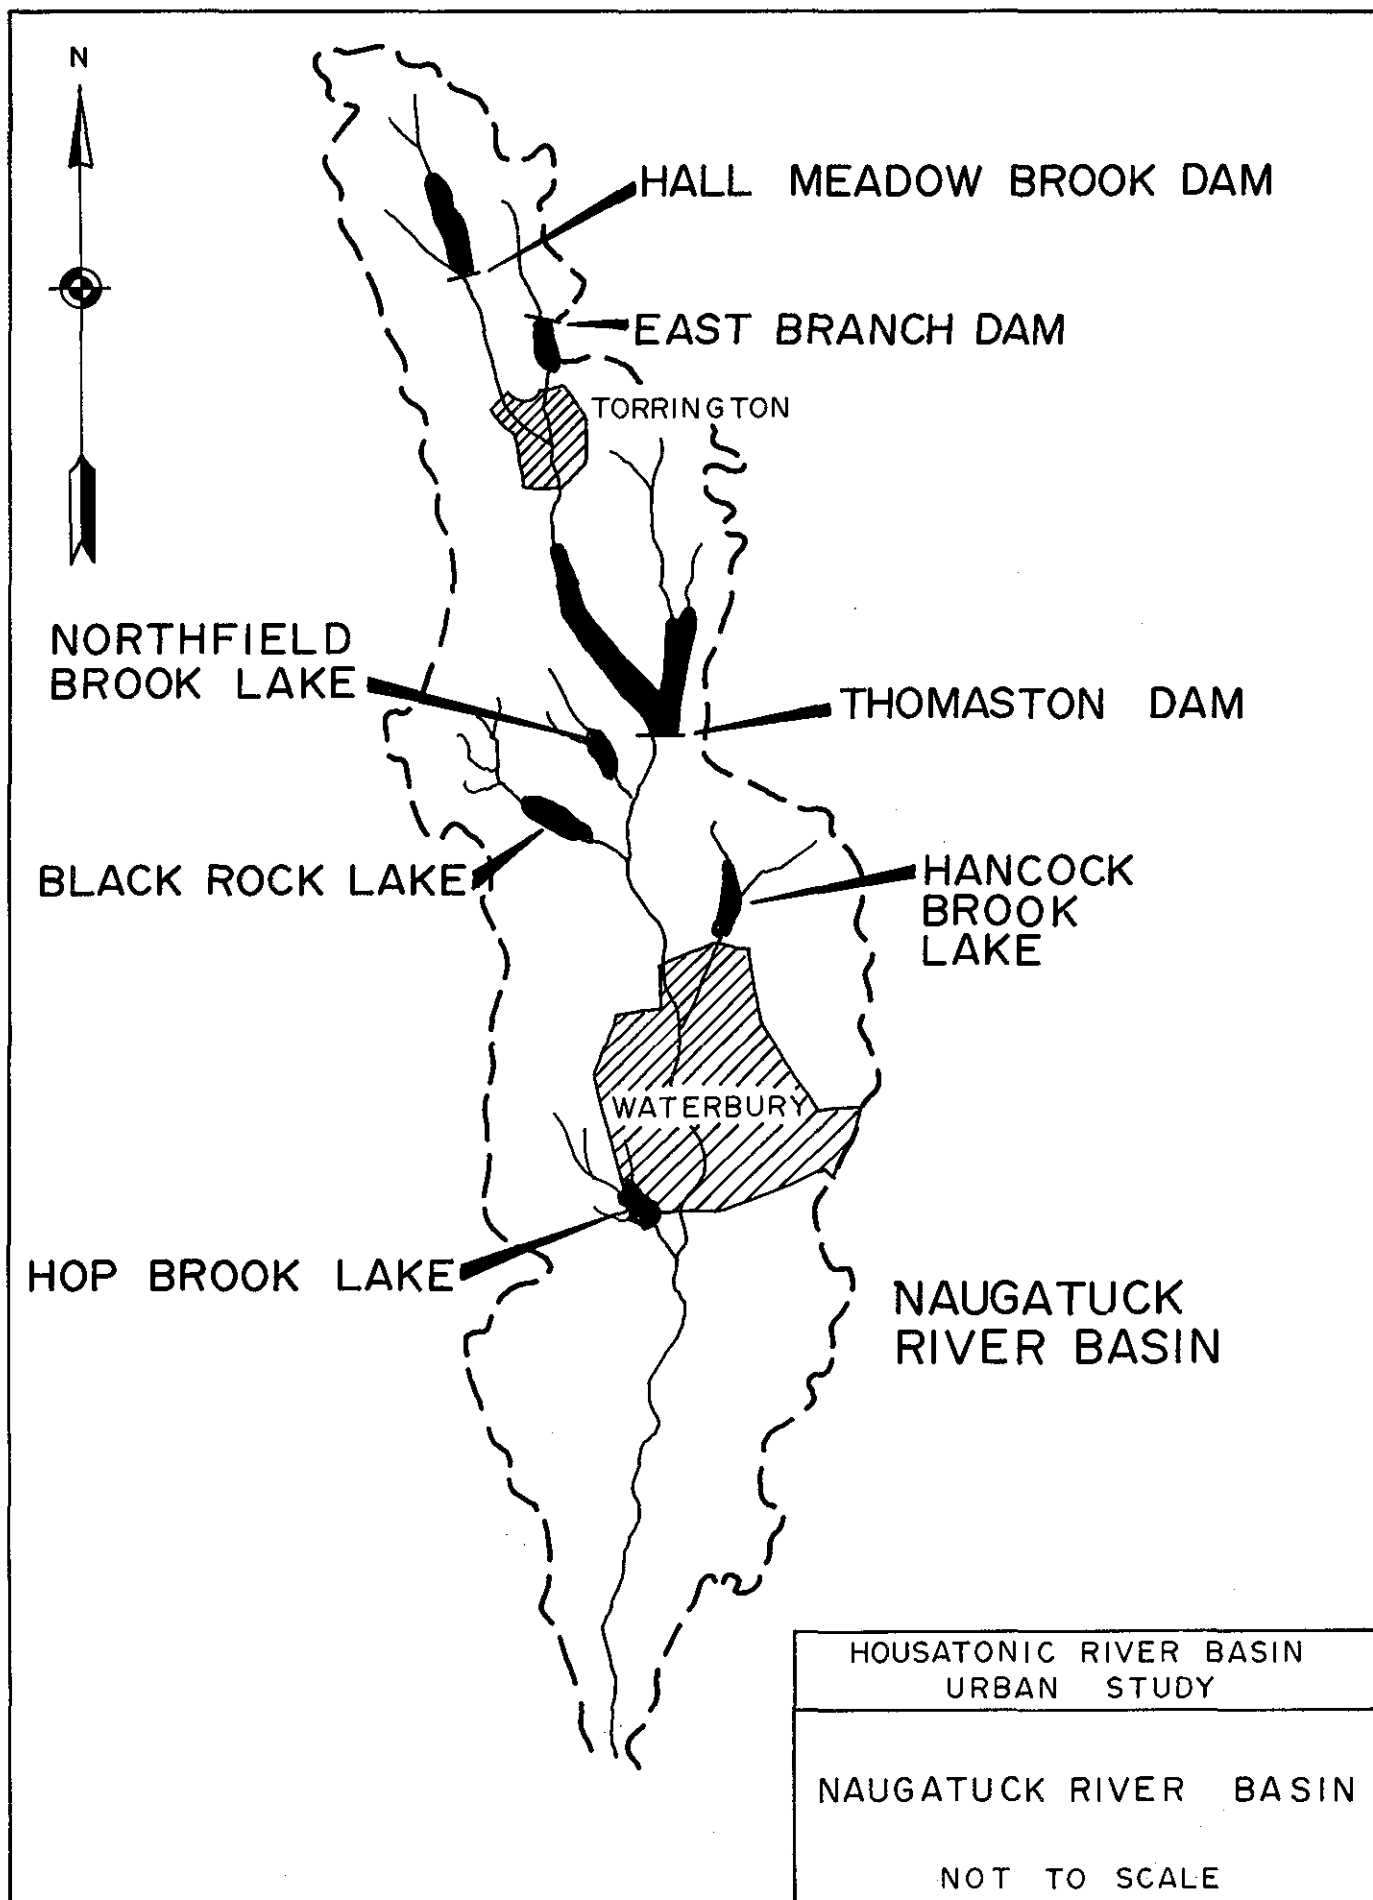 N
HALL MEADOW BROOK DAM
EAST BRANCH DAM
TORRINGTON
NORTHFIELD
BROOK LAKE
THOMASTON DAM
BLACK ROCK LAKE
HANCOCK
BROOK
LAKE
WATERBURY
HOP BROOK LAKE
NAUGATUCK
RIVER BASIN
HOUSATONIC RIVER BASIN
URBAN STUDY
NAUGATUCK RIVER BASIN
NOT TO SCALE